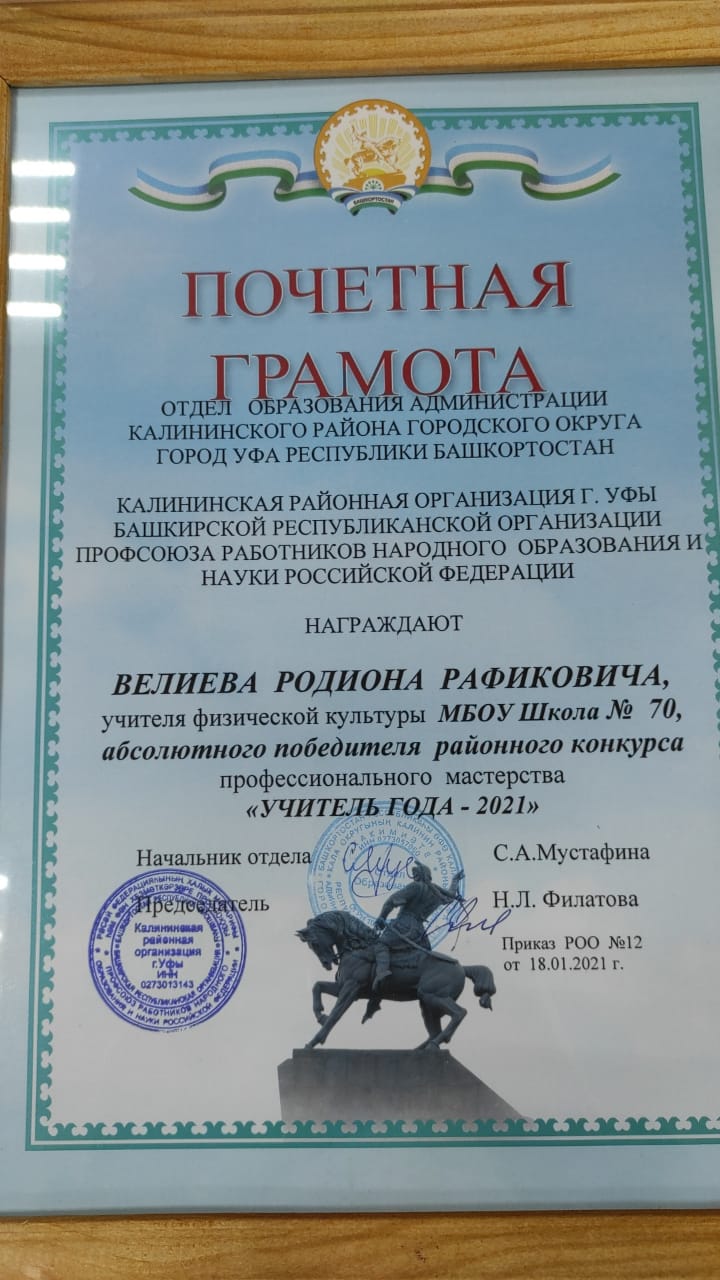 БАШКОРТОСТАН
ПОЧЕТНАЯ
ГРАМОТА
ОТДЕЛ ОБРАЗОВАНИЯ АДМИНИСТРАЦИИ
КАЛИНИНСКОГО РАЙОНА ГОРОДСКОГО ОКРУГА
ГОРОД УФА РЕСПУБЛИКИ БАШКОРТОСТАН
КАЛИНИНСКАЯ РАЙОННАЯ ОРГАНИЗАЦИЯ Г. УФЫ
БАШКИРСКОЙ РЕСПУБЛИКАНСКОЙ ОРГАНИЗАЦИИ
ПРОФСОЮЗА РАБОТНИКОВ НАРОДНОГО ОБРАЗОВАНИЯ И
НАУКИ РОССИЙСКОЙ ФЕДЕРАЦИИ
НАГРАЖДАЮТ
ВЕЛИЕВА РОДИОНА РАФИКОВИЧА,
учителя физической культуры МБОУ Школа № 70,
абсолютного победителя районного конкурса
профессионального мастерства
«УЧИТЕЛЬ ГОДА - 2021»
Начальник отдела С.А.Мустафина
Председатель Н.Л. Филатова
Приказ РОО №12
от 18.01.2021 г.
Калининская
районная
организация
г.Уфы
ИНН
0273013143